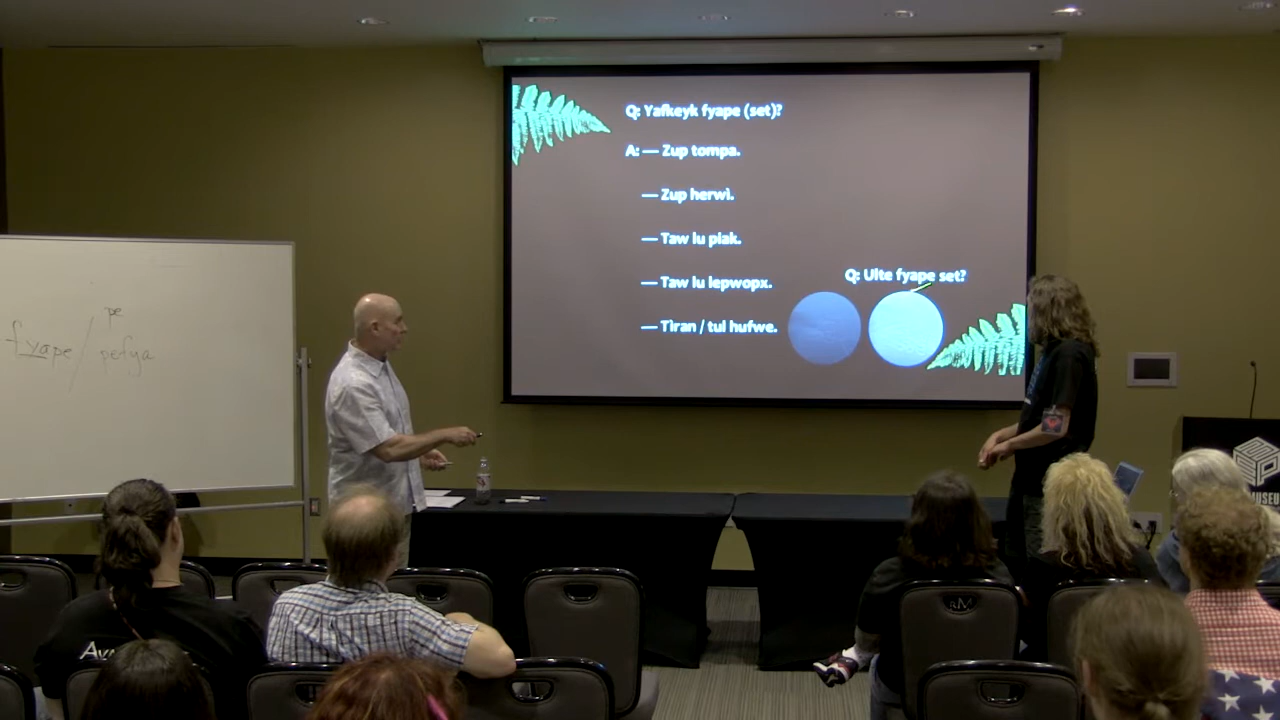 Q: Yafkeyk fyape (set)?
A: — Zup tompa.
— Zup herwì.
— Taw lu piak.
— Taw lu lepwopx.
— Tìran / tul hufwe.
Q: Ulte fyape set?
pe
fyape / pefya